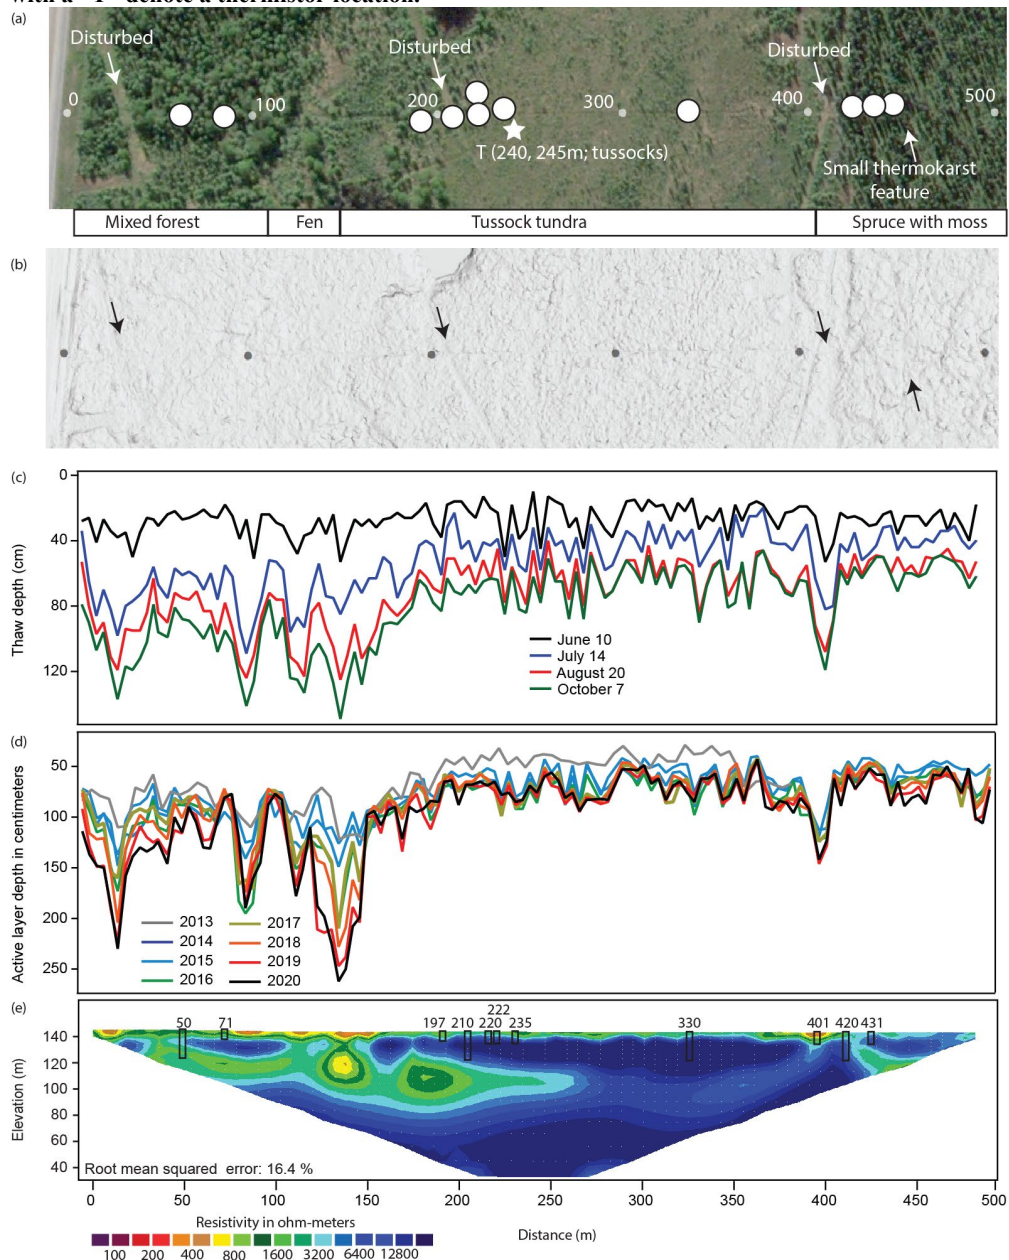 with a "T" denote a thermistor location.
(a)
Disturbed
Disturbed
Disturbed
0
100
200
300
400
500
T (240, 245m; tussocks)
Small thermokarst
feature
Mixed forest
Fen
Tussock tundra
Spruce with moss
(b)
(c)
0
40
80
120
Thaw depth (cm)
June 10
July 14
August 20
October 7
(d)
50
100
150
200
250
Active layer depth in centimeters
2013
2014
2015
2016
2017
2018
2019
2020
(e)
50
71
197
210
220
222
235
330
401
420
431
140
120
100
80
60
40
Elevation (m)
Root mean squared error: 16.4 %
0
50
100
150
200
250
300
350
400
450
500
Resistivity in ohm-meters
Distance (m)
100
200
400
800
1600
3200
6400
12800